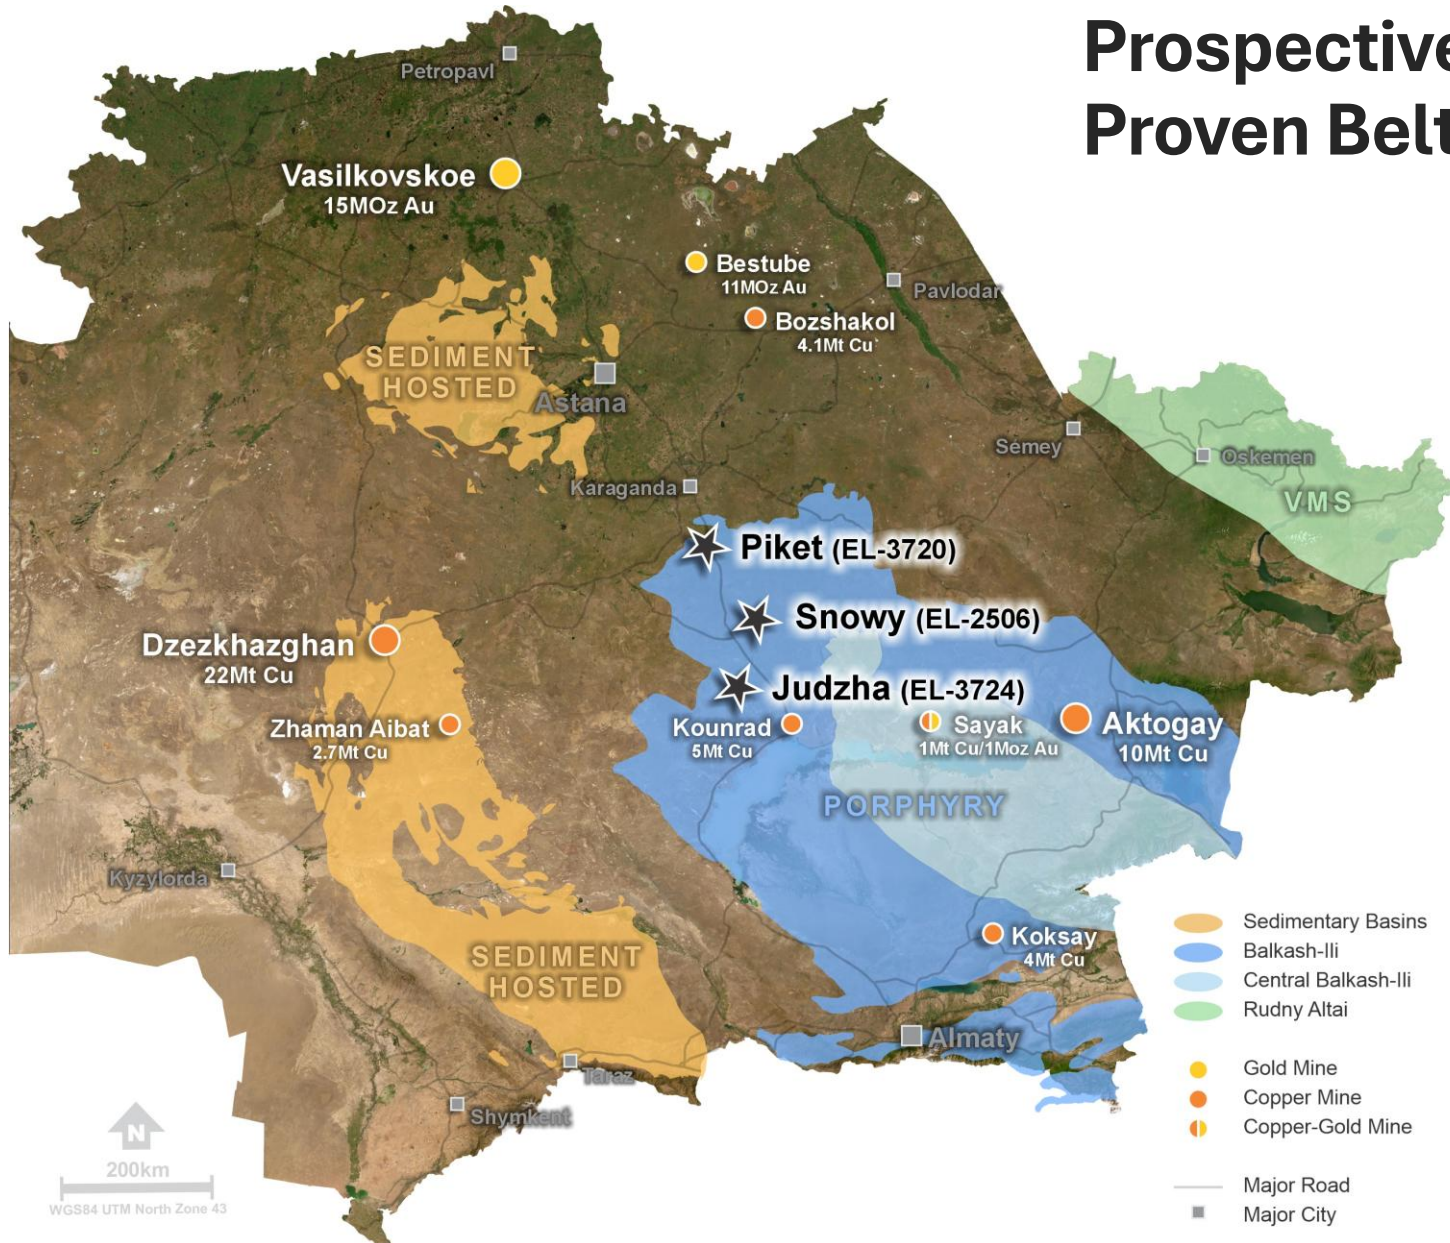 Prospective
Proven Belt
Petropavl
Vasilkovskoe
15MOz Au
Bestube
11MOz Au
Pavlodar
Bozshakol
4.1Mt Cu
SEDIMENT
HOSTED
Astana
Semey
Oskemen
VMS
Karaganda
Piket (EL-3720)
Snowy (EL-2506)
Dzezkhazghan
22Mt Cu
Judzha (EL-3724)
Zhaman Aibat
2.7Mt Cu
Kounrad
5Mt Cu
Sayak
1Mt Cu/1Moz Au
Aktogay
10Mt Cu
PORPHYRY
Kyzylorda
Koksay
4Mt Cu
SEDIMENT
HOSTED
Almaty
Taraz
Shymkent
Sedimentary Basins
Balkash-Ili
Central Balkash-Ili
Rudny Altai
Gold Mine
Copper Mine
Copper-Gold Mine
Major Road
Major City
N
200km
WGS84 UTM North Zone 43